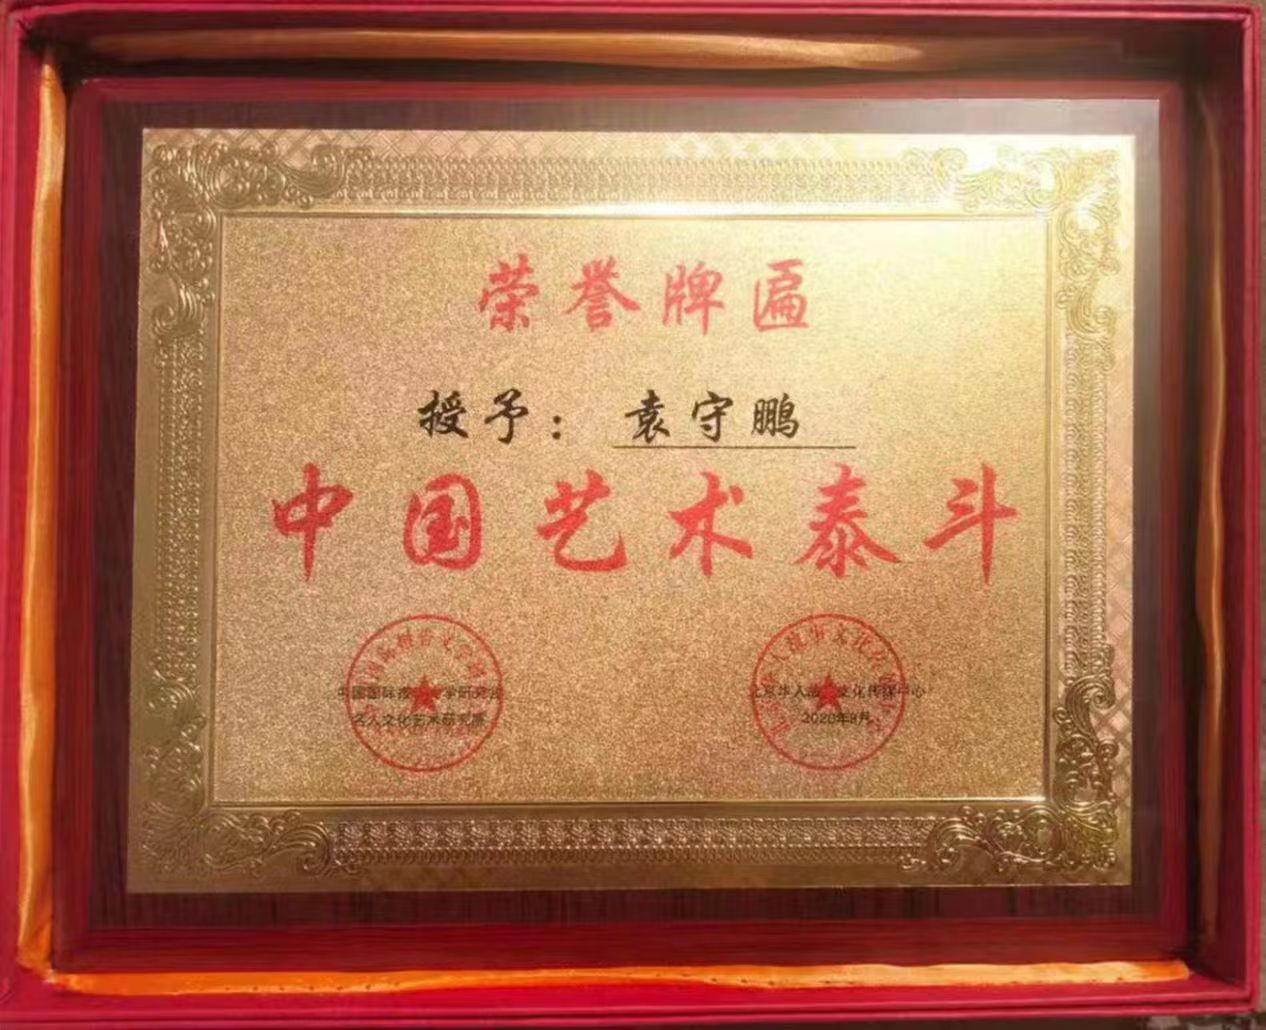 荣誉牌匾
授予：袁守鹏
中国艺术泰斗
名人文化艺术研究院
2020年9月